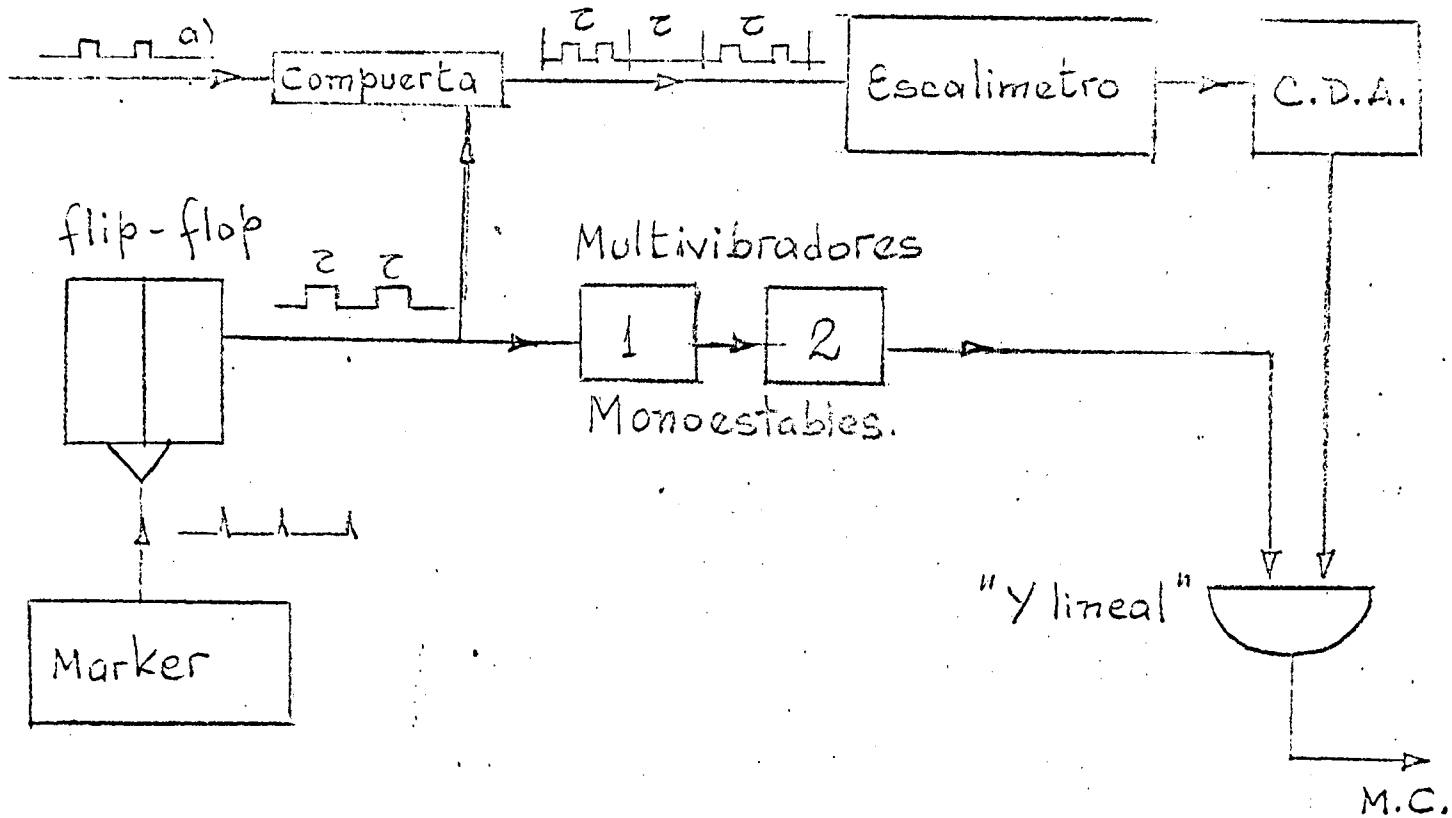 a)
Compuerta
τ τ τ
Escalimetro
C.D.A.
flip-flop
τ τ
Multivibradores
1
2
Monoestables.
"Y lineal"
Marker
M.C.